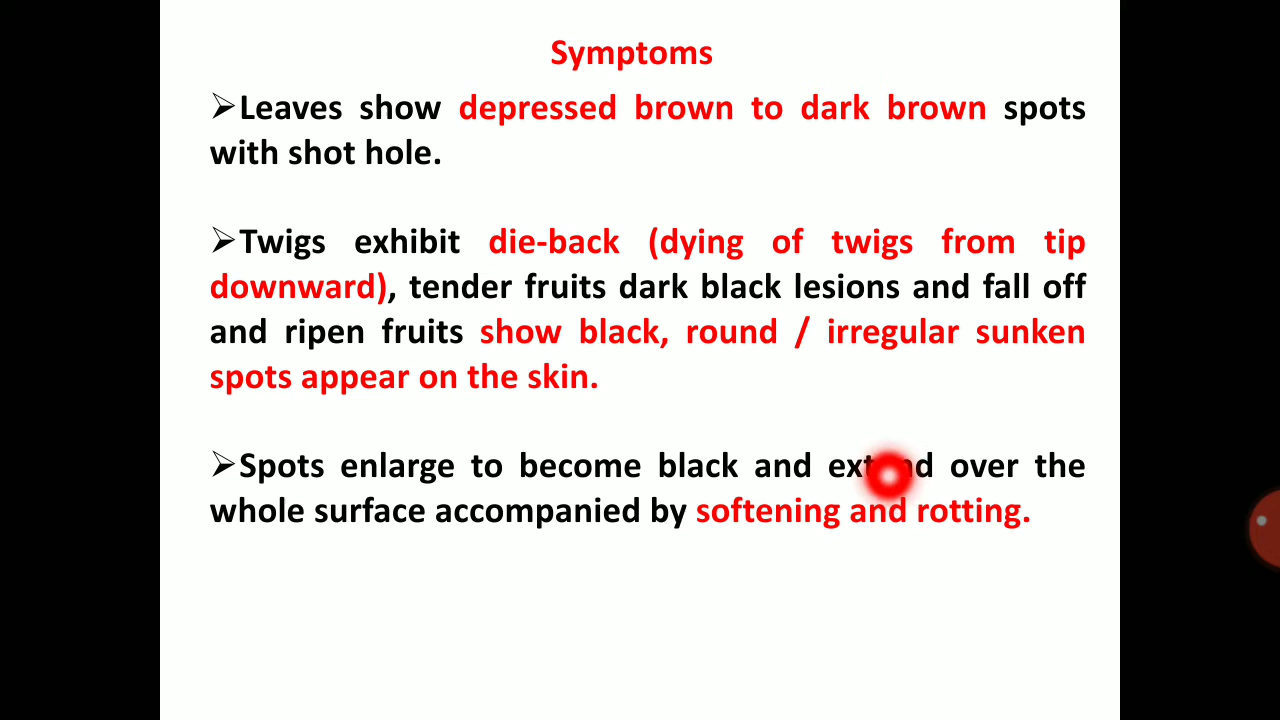 Symptoms
➢Leaves show depressed brown to dark brown spots
with shot hole.
➢Twigs exhibit die-back (dying of twigs from tip
downward), tender fruits dark black lesions and fall off
and ripen fruits show black, round / irregular sunken
spots appear on the skin.
➢Spots enlarge to become black and extend over the
whole surface accompanied by softening and rotting.